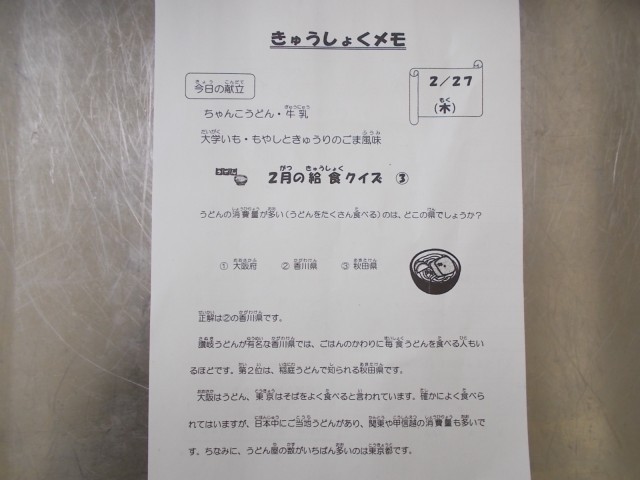 きゅうしょくメモ
2/27
(木)
今日の献立
ちゃんこうどん・牛乳
大学いも・もやしときゅうりのごま風味
2月の給食クイズ ③
うどんの消費量が多い(うどんをたくさん食べる)のは、どこの県でしょうか？
① 大阪府 ② 香川県 ③ 秋田県
正解は②の香川県です。
讃岐うどんが有名な香川県では、ごはんのかわりに毎食うどんを食べる人もい
るほどです。第2位は、稲庭うどんで知られる秋田県です。
大阪はうどん、東京はそばをよく食べると言われています。確かによく食べら
れてはいますが、日本中にご当地うどんがあり、関東や甲信越の消費量も多いで
す。ちなみに、うどん屋の数がいちばん多いのは東京都です。